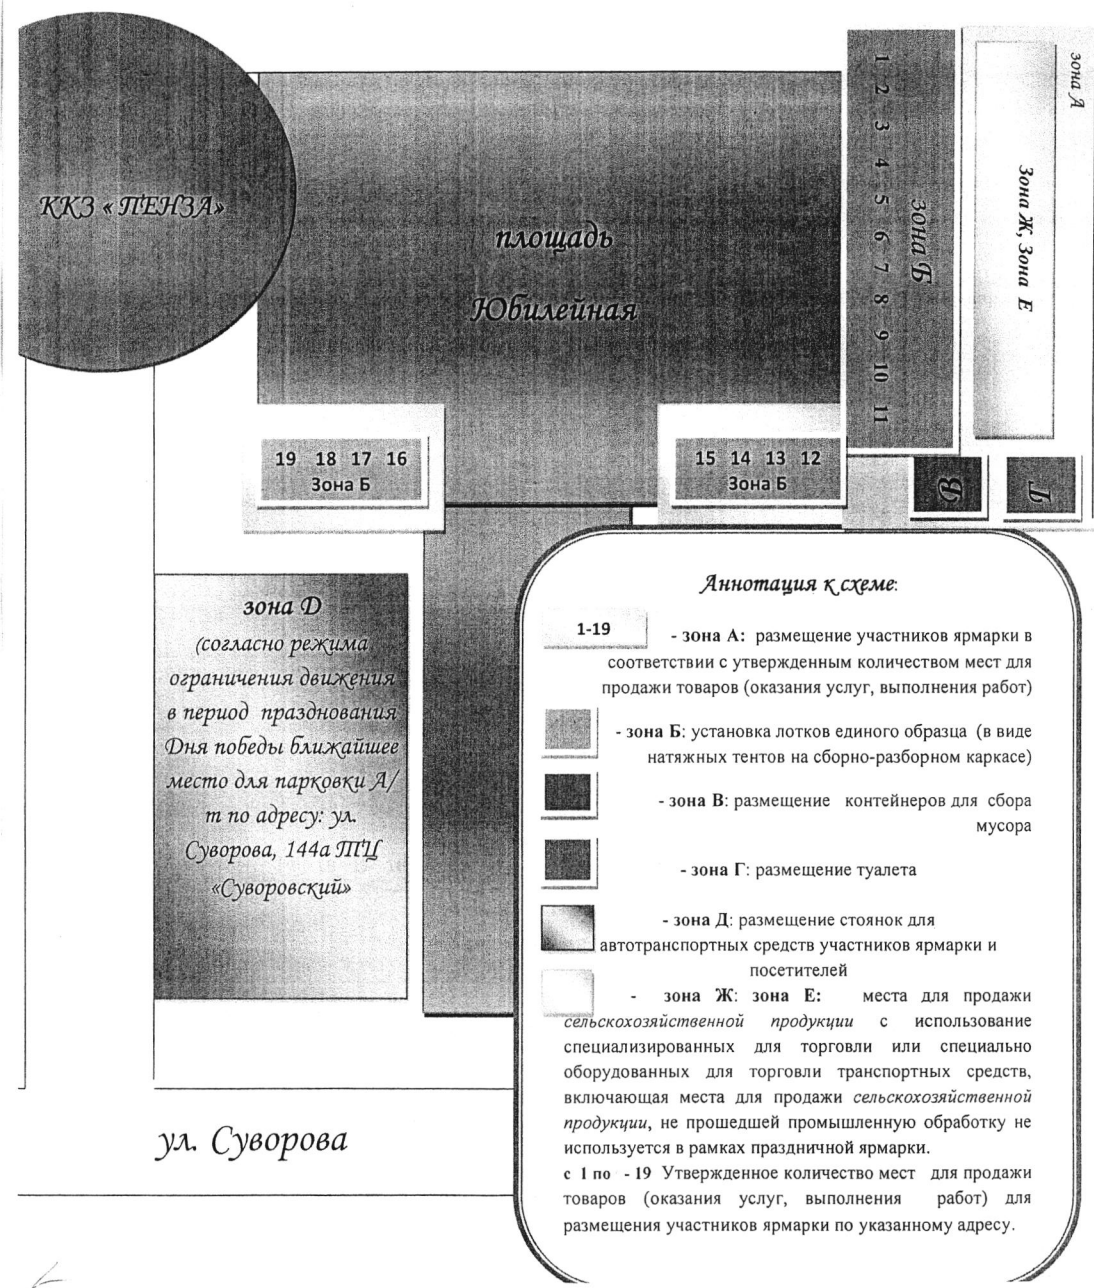 зона А
Зона Ж, Зона Е
1 2 3 4 5 6 7 8 9 10 11
зона Б
ККЗ « ПЕНЗА»
площадь
Юбилейная
19 18 17 16
Зона Б
15 14 13 12
Зона Б
В
Г
зона D
(согласно режима
ограничения движения
в период празднования
Дня победы ближайшее
место для парковки А/
т по адресу: ул.
Суворова, 144а ТЦ
«Суворовский»
ул. Суворова
Аннотация к схеме:
1-19
- зона А: размещение участников ярмарки в
соответствии с утвержденным количеством мест для
продажи товаров (оказания услуг, выполнения работ)
- зона Б: установка лотков единого образца (в виде
натяжных тентов на сборно-разборном каркасе)
- зона В: размещение контейнеров для сбора
мусора
- зона Г: размещение туалета
- зона Д: размещение стоянок для
автотранспортных средств участников ярмарки и
посетителей
- зона Ж: зона Е: места для продажи
сельскохозяйственной продукции с использование
специализированных для торговли или специально
оборудованных для торговли транспортных средств,
включающая места для продажи сельскохозяйственной
продукции, не прошедшей промышленную обработку не
используется в рамках праздничной ярмарки.
с 1 по - 19 Утвержденное количество мест для продажи
товаров (оказания услуг, выполнения работ) для
размещения участников ярмарки по указанному адресу.